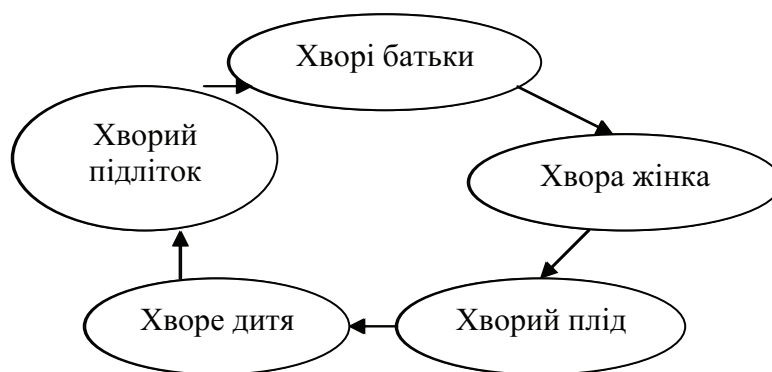 Хворі батьки
Хвора жінка
Хворий плід
Хворе дитя
Хворий
підліток